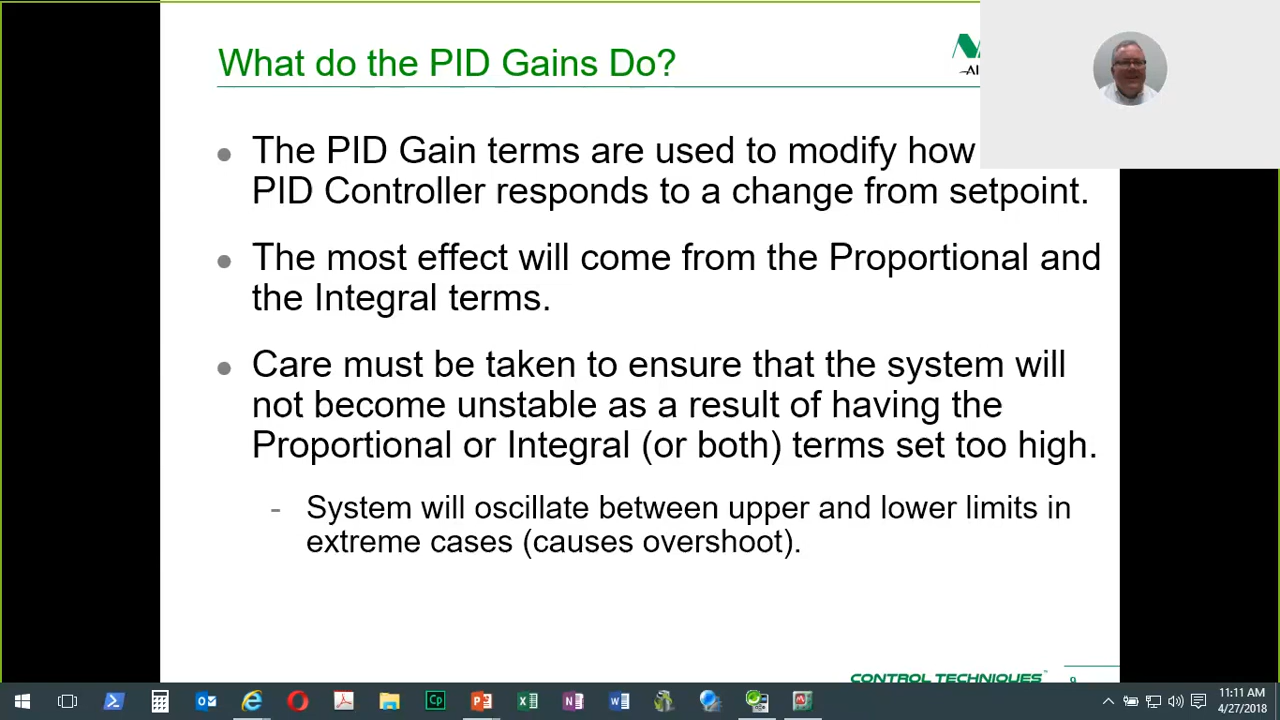 What do the PID Gains Do?
The PID Gain terms are used to modify how
PID Controller responds to a change from setpoint.
The most effect will come from the Proportional and
the Integral terms.
Care must be taken to ensure that the system will
not become unstable as a result of having the
Proportional or Integral (or both) terms set too high.
- System will oscillate between upper and lower limits in
extreme cases (causes overshoot).
CONTROL TECHNIQUES
Cp
11:11 AM
4/27/2018